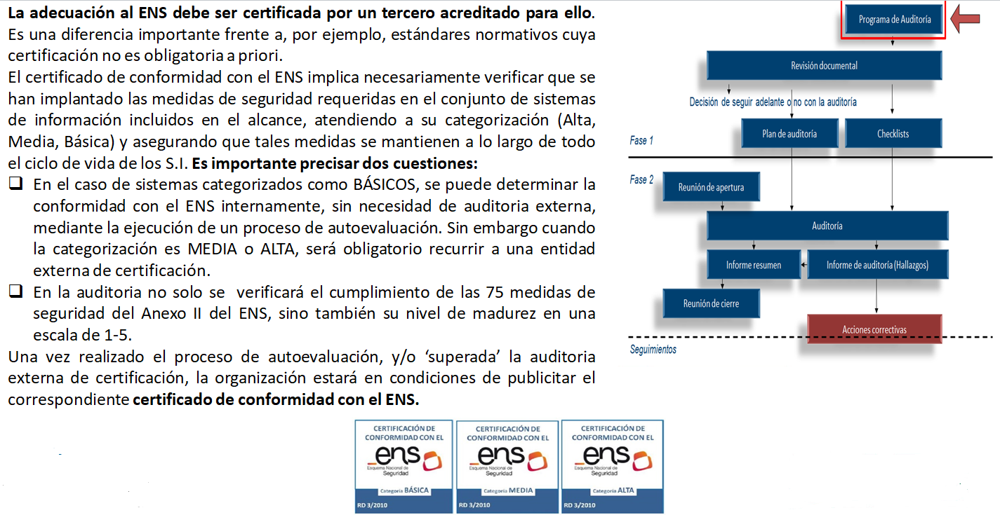 La adecuación al ENS debe ser certificada por un tercero acreditado para ello.
Es una diferencia importante frente a, por ejemplo, estándares normativos cuya
certificación no es obligatoria a priori.
El certificado de conformidad con el ENS implica necesariamente verificar que se
han implantado las medidas de seguridad requeridas en el conjunto de sistemas
de información incluidos en el alcance, atendiendo a su categorización (Alta,
Media, Básica) y asegurando que tales medidas se mantienen a lo largo de todo
el ciclo de vida de los S.I. Es importante precisar dos cuestiones:
En el caso de sistemas categorizados como BÁSICOS, se puede determinar la
conformidad con el ENS internamente, sin necesidad de auditoria externa,
mediante la ejecución de un proceso de autoevaluación. Sin embargo cuando
la categorización es MEDIA o ALTA, será obligatorio recurrir a una entidad
externa de certificación.
En la auditoria no solo se verificará el cumplimiento de las 75 medidas de
seguridad del Anexo II del ENS, sino también su nivel de madurez en una
escala de 1-5.
Una vez realizado el proceso de autoevaluación, y/o ‘superada’ la auditoria
externa de certificación, la organización estará en condiciones de publicitar el
correspondiente certificado de conformidad con el ENS.
Programa de Auditoría
Revisión documental
Decisión de seguir adelante o no con la auditoría
Plan de auditoría
Checklists
Fase 1
Fase 2
Reunión de apertura
Auditoría
Informe resumen
Informe de auditoría (Hallazgos)
Reunión de cierre
Acciones correctivas
Seguimientos
CERTIFICACIÓN DE
CONFORMIDAD CON EL
ens
Esquema Nacional de
Seguridad
Categoría BÁSICA
RD 3/2010
CERTIFICACIÓN DE
CONFORMIDAD CON EL
ens
Esquema Nacional de
Seguridad
Categoría MEDIA
RD 3/2010
CERTIFICACIÓN DE
CONFORMIDAD CON EL
ens
Esquema Nacional de
Seguridad
Categoría ALTA
RD 3/2010